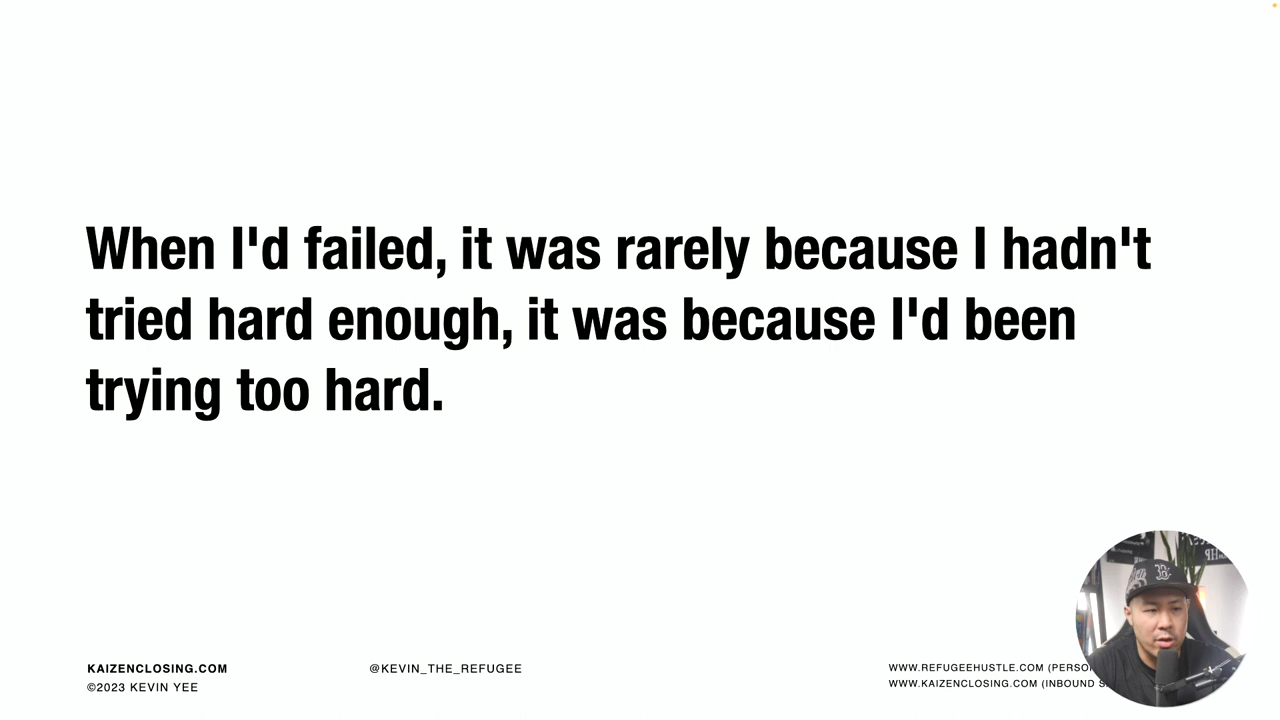 When I'd failed, it was rarely because I hadn't
tried hard enough, it was because I'd been
trying too hard.
KAIZENCLOSING.COM
©2023 KEVIN YEE
@KEVIN_THE_REFUGEE
WWW.REFUGEEHUSTLE.COM
WWW.KAIZENCLOSING.COM (INBOUND